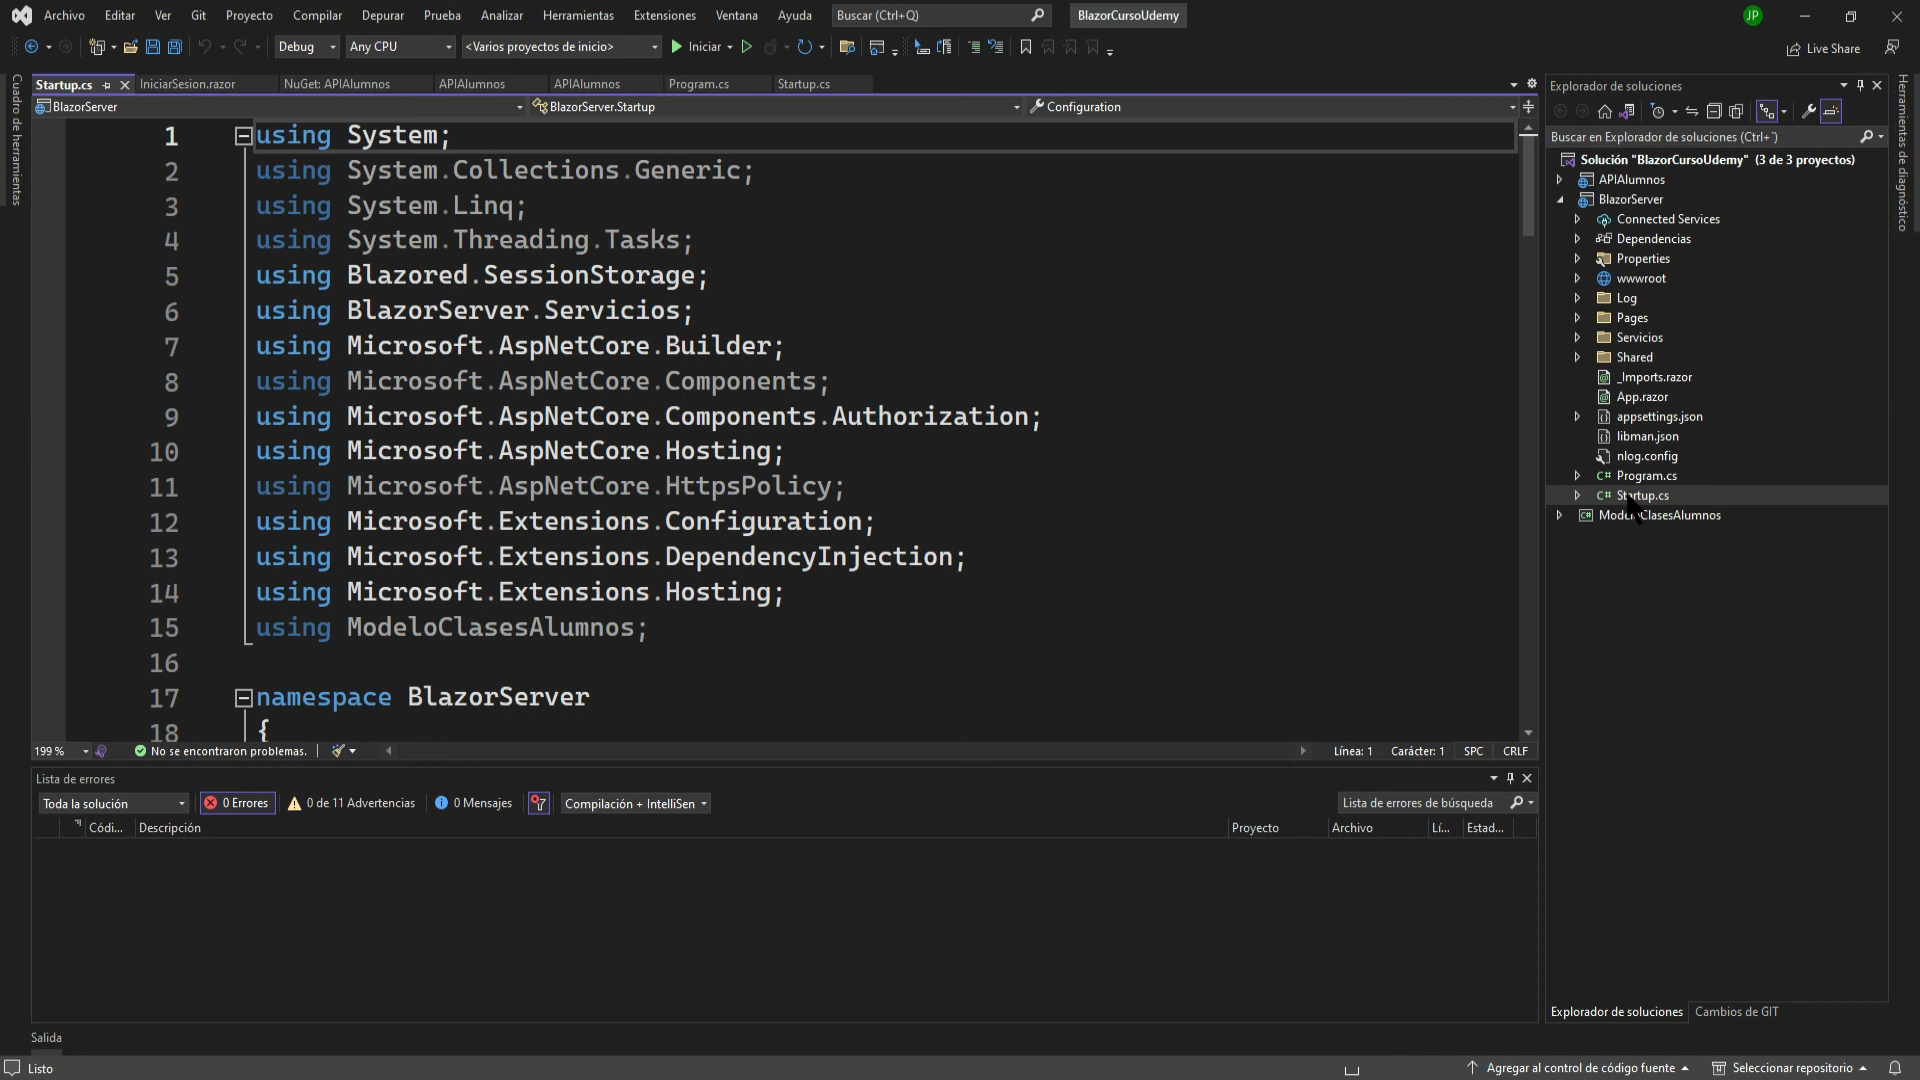 Archivo Editar Ver Git Proyecto Compilar Depurar Prueba Analizar Herramientas Extensiones Ventana Ayuda Buscar (Ctrl+Q) BlazorCursoUdemy JP
Debug Any CPU <Varios proyectos de inicio> Iniciar Live Share
Cuadro de herramientas
Startup.cs IniciarSesion.razor NuGet: APIAlumnos APIAlumnos APIAlumnos Program.cs Startup.cs
BlazorServer BlazorServer.Startup Configuration
1 using System;
2 using System.Collections.Generic;
3 using System.Linq;
4 using System.Threading.Tasks;
5 using Blazored.SessionStorage;
6 using BlazorServer.Servicios;
7 using Microsoft.AspNetCore.Builder;
8 using Microsoft.AspNetCore.Components;
9 using Microsoft.AspNetCore.Components.Authorization;
10 using Microsoft.AspNetCore.Hosting;
11 using Microsoft.AspNetCore.HttpsPolicy;
12 using Microsoft.Extensions.Configuration;
13 using Microsoft.Extensions.DependencyInjection;
14 using Microsoft.Extensions.Hosting;
15 using ModeloClasesAlumnos;
16
17 namespace BlazorServer
18 {
199 % No se encontraron problemas. Línea: 1 Carácter: 1 SPC CRLF
Lista de errores
Toda la solución 0 Errores 0 de 11 Advertencias 0 Mensajes Compilación + IntelliSen Lista de errores de búsqueda
Códi... Descripción Proyecto Archivo Lí... Estad...
Explorador de soluciones
Buscar en Explorador de soluciones (Ctrl+´)
Solución "BlazorCursoUdemy" (3 de 3 proyectos)
APIAlumnos
BlazorServer
Connected Services
Dependencias
Properties
wwwroot
Log
Pages
Servicios
Shared
_Imports.razor
App.razor
appsettings.json
libman.json
nlog.config
C# Program.cs
C# Startup.cs
C# ModeloClasesAlumnos
Explorador de soluciones Cambios de GIT
Herramientas de diagnóstico
Salida
Listo Agregar al control de código fuente Seleccionar repositorio